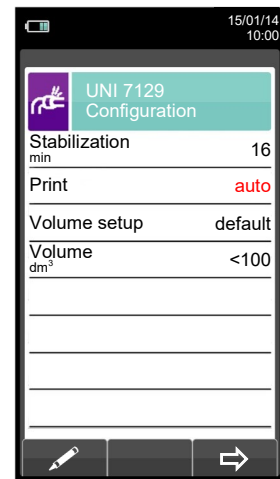 15/01/14
10:00
UNI 7129
Configuration
Stabilization
min
16
Print
auto
Volume setup
default
Volume
dm³
<100